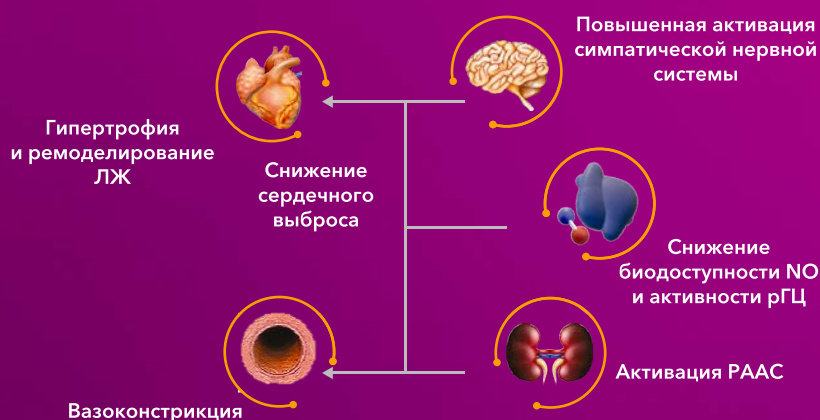 Повышенная активация
симпатической нервной
системы
Гипертрофия
и ремоделирование
ЛЖ
Снижение
сердечного
выброса
Снижение
биодоступности NO
и активности рГЦ
Активация РААС
Вазоконстрикция